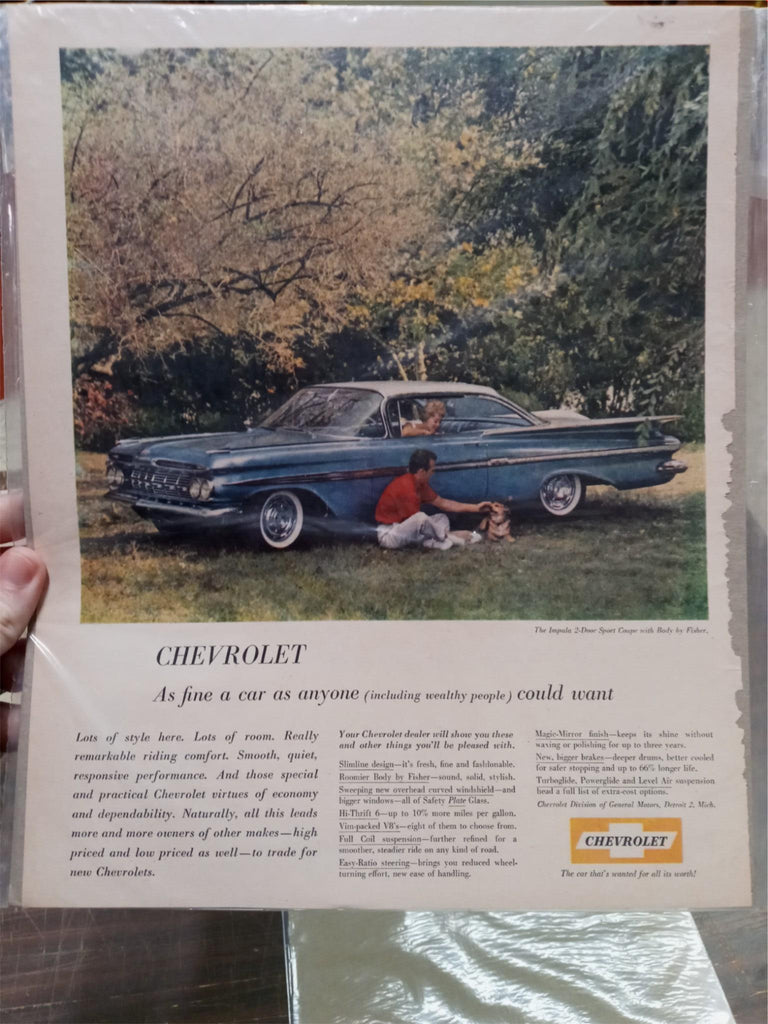 The Impala 2-Door Sport Coupe with Body by Fisher.
CHEVROLET
As fine a car as anyone (including wealthy people) could want
Lots of style here. Lots of room. Really
remarkable riding comfort. Smooth, quiet,
responsive performance. And those special
and practical Chevrolet virtues of economy
and dependability. Naturally, all this leads
more and more owners of other makes—high
priced and low priced as well—to trade for
new Chevrolets.
Your Chevrolet dealer will show you these
and other things you'll be pleased with.
Slimline design—it's fresh, fine and fashionable.
Roomier Body by Fisher—sound, solid, stylish.
Sweeping new overhead curved windshield—and
bigger windows—all of Safety Plate Glass.
Hi-Thrift 6—up to 10% more miles per gallon.
Vim-packed V8's—eight of them to choose from.
Full Coil suspension—further refined for a
smoother, steadier ride on any kind of road.
Easy-Ratio steering—brings you reduced wheel-
turning effort, new ease of handling.
Magic-Mirror finish—keeps its shine without
waxing or polishing for up to three years.
New, bigger brakes—deeper drums, better cooled
for safer stopping and up to 66% longer life.
Turboglide, Powerglide and Level Air suspension
head a full list of extra-cost options.
Chevrolet Division of General Motors, Detroit 2, Mich.
CHEVROLET
The car that's wanted for all its worth!